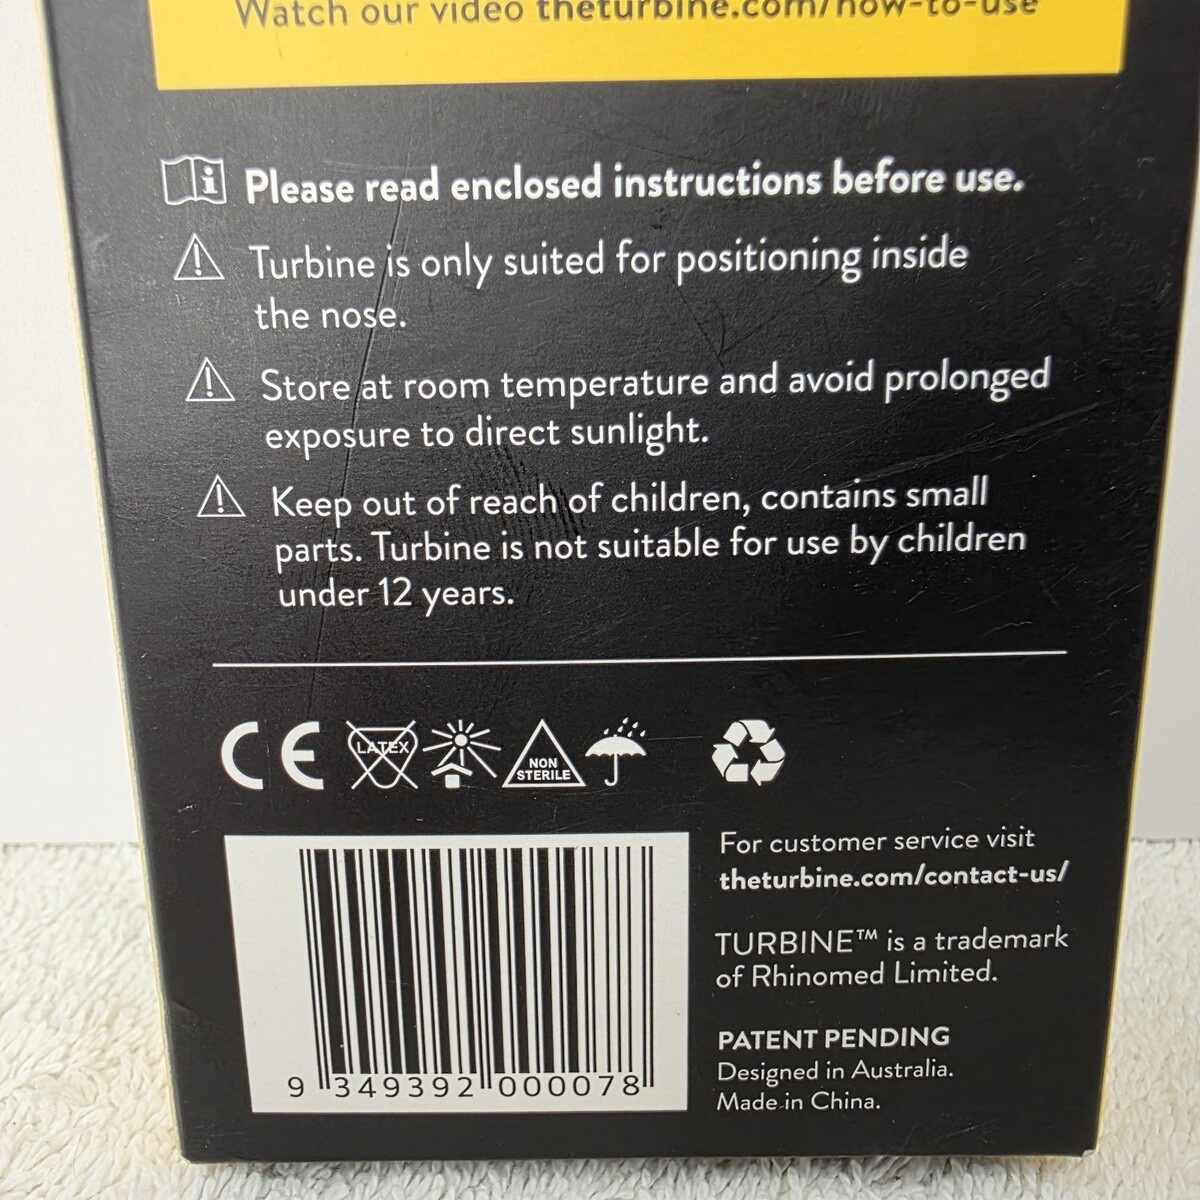 Watch our video theturbine.com/how-to-use
Please read enclosed instructions before use.
Turbine is only suited for positioning inside
the nose.
Store at room temperature and avoid prolonged
exposure to direct sunlight.
Keep out of reach of children, contains small
parts. Turbine is not suitable for use by children
under 12 years.
CE
LATEX
NON
STERILE
For customer service visit
theturbine.com/contact-us/
TURBINE™ is a trademark
of Rhinomed Limited.
PATENT PENDING
Designed in Australia.
Made in China.
9 349392 000078